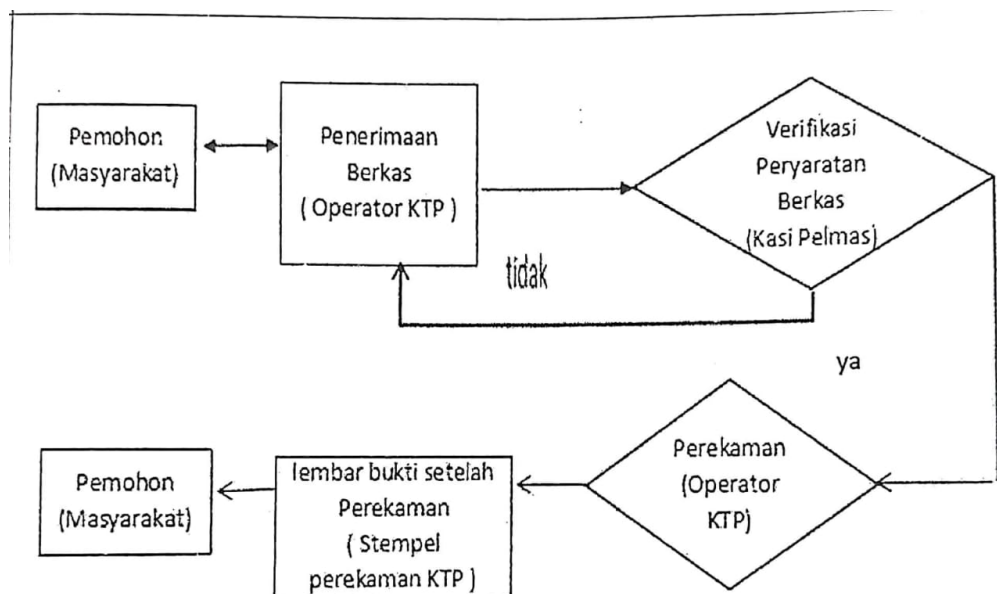 Pemohon
(Masyarakat)
Penerimaan
Berkas
( Operator KTP )
Verifikasi
Peryaratan
Berkas
(Kasi Pelmas)
tidak
ya
Perekaman
(Operator
KTP)
lembar bukti setelah
Perekaman
( Stempel
perekaman KTP )
Pemohon
(Masyarakat)